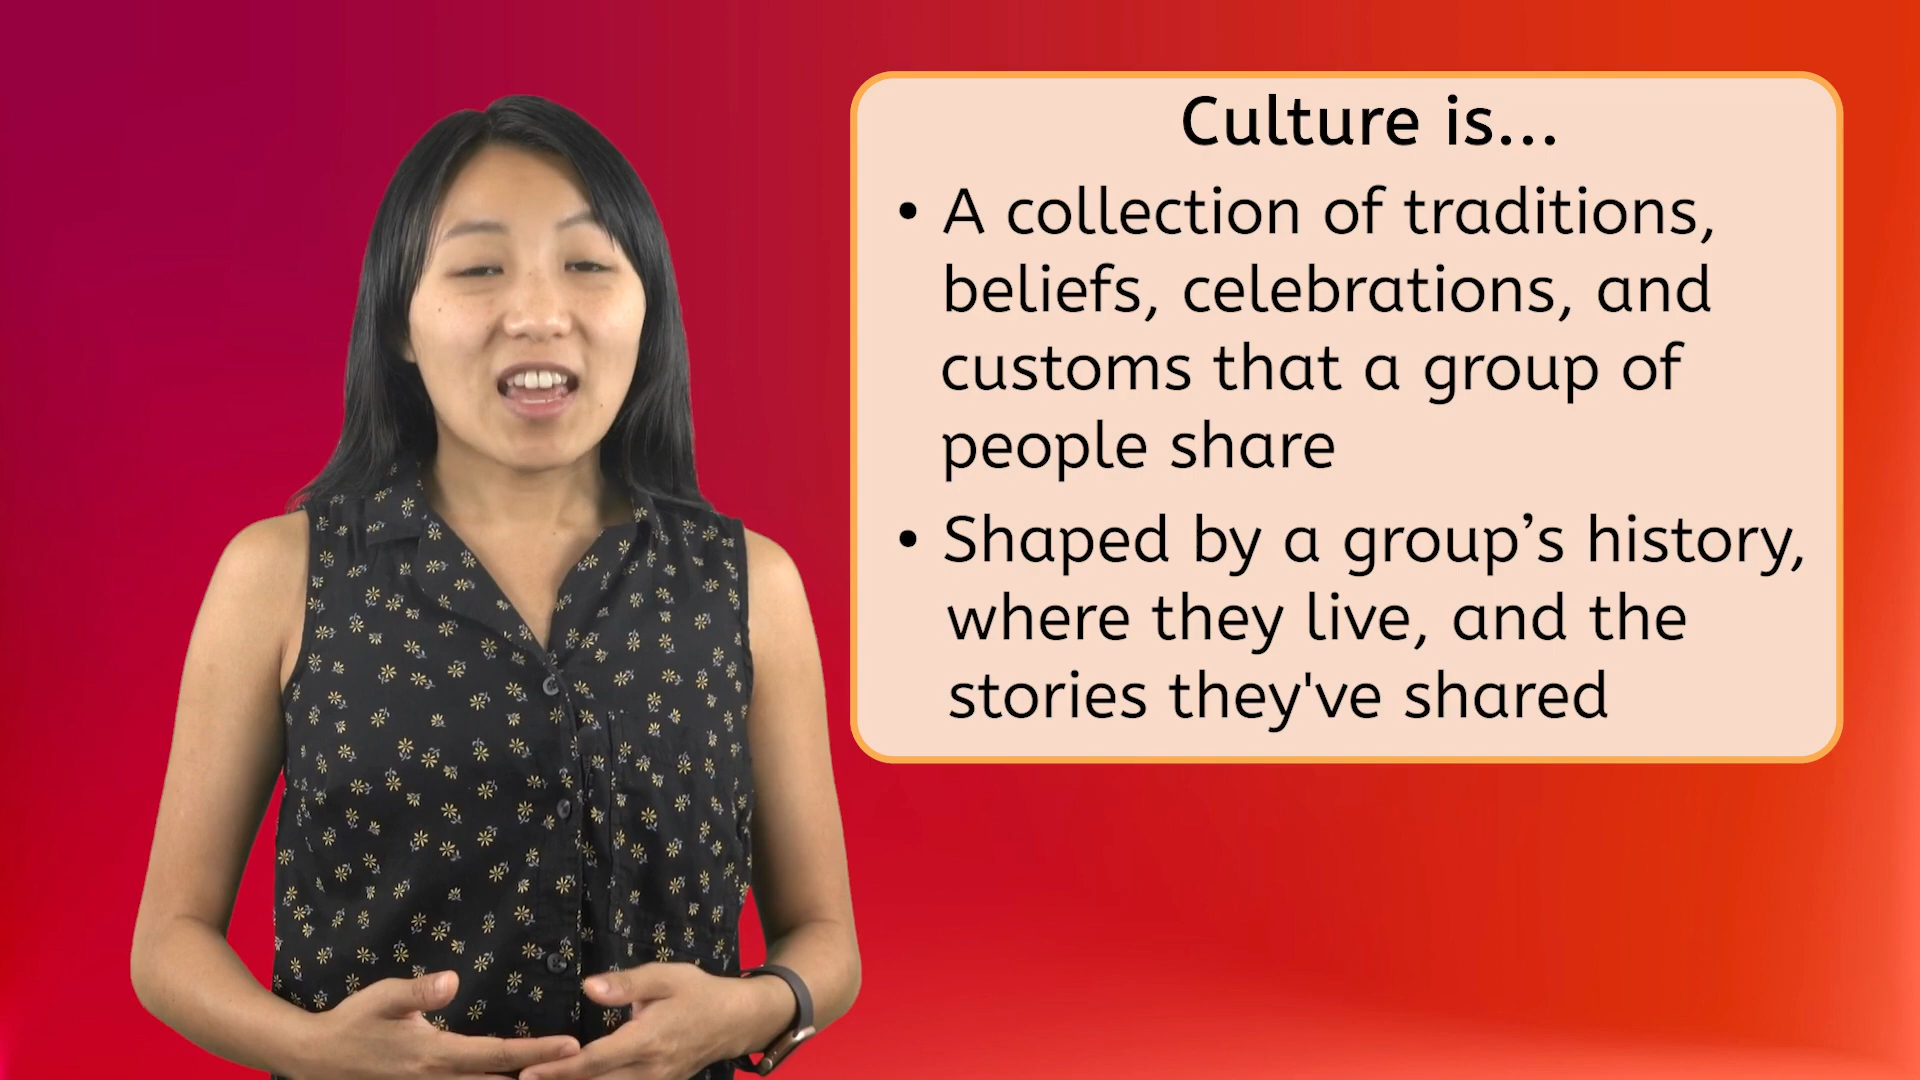 Culture is...
• A collection of traditions,
beliefs, celebrations, and
customs that a group of
people share
• Shaped by a group’s history,
where they live, and the
stories they've shared